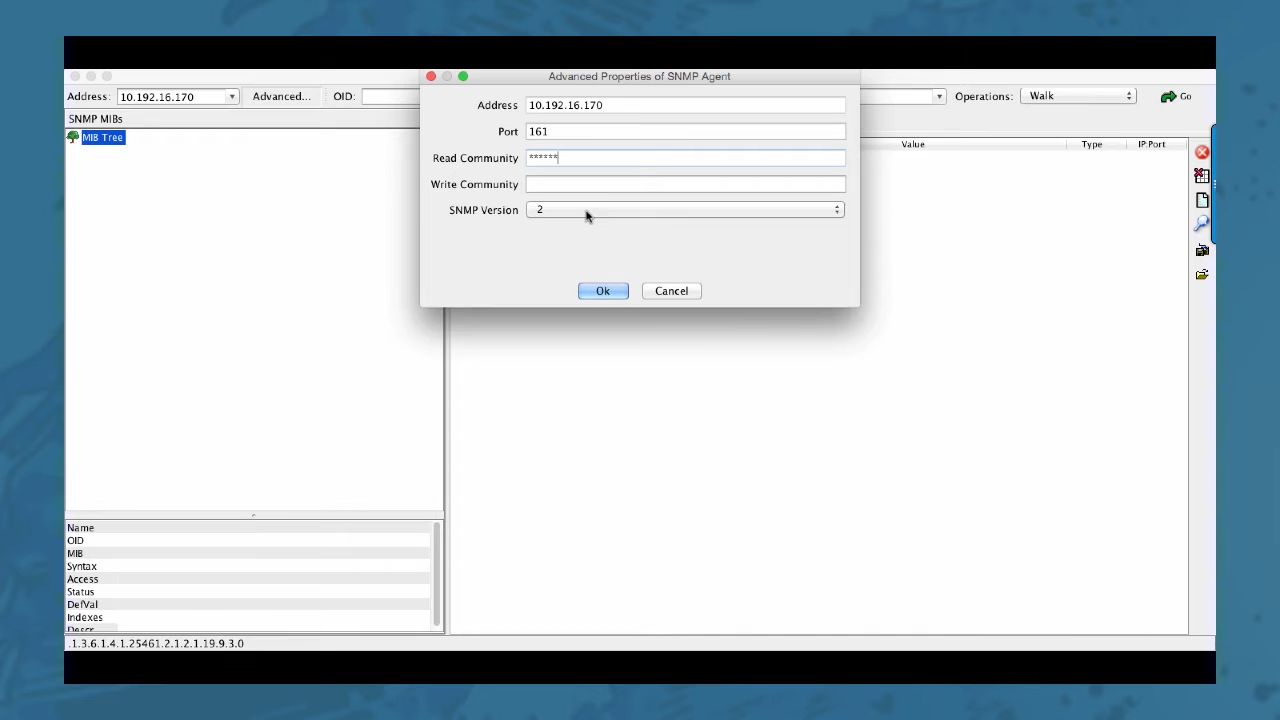 Advanced Properties of SNMP Agent
Address: 10.192.16.170 Advanced... OID: Operations: Walk Go
SNMP MIBs
MIB Tree
Address 10.192.16.170
Port 161
Read Community ******
Write Community
SNMP Version 2
Ok Cancel
Value Type IP:Port
Name
OID
MIB
Syntax
Access
Status
DefVal
Indexes
Descr
.1.3.6.1.4.1.25461.2.1.2.1.19.9.3.0